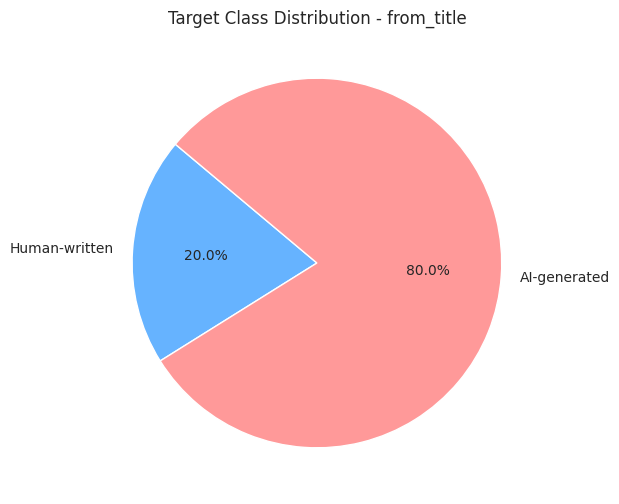 Target Class Distribution - from_title
Human-written
20.0%
80.0%
AI-generated